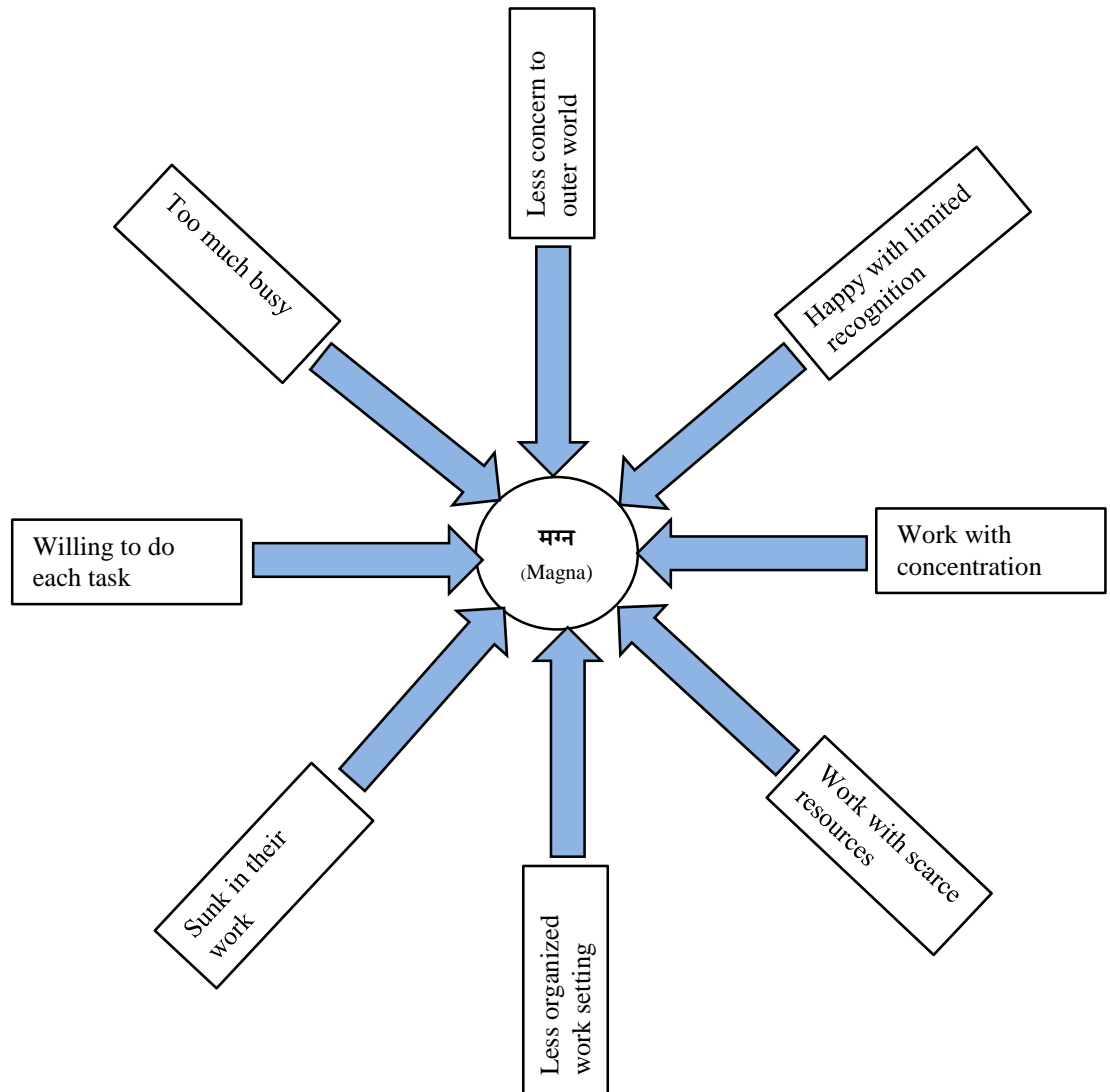 Less concern to
outer world
Too much busy
Happy with limited
recognition
Willing to do
each task
मग्न
(Magna)
Work with
concentration
Sunk in their
work
Less organized
work setting
Work with scarce
resources